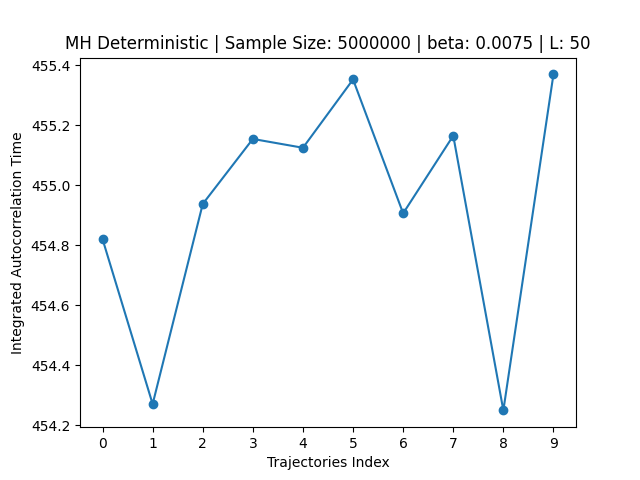 MH Deterministic | Sample Size: 5000000 | beta: 0.0075 | L: 50
Integrated Autocorrelation Time
455.4
455.2
455.0
454.8
454.6
454.4
454.2
0 1 2 3 4 5 6 7 8 9
Trajectories Index